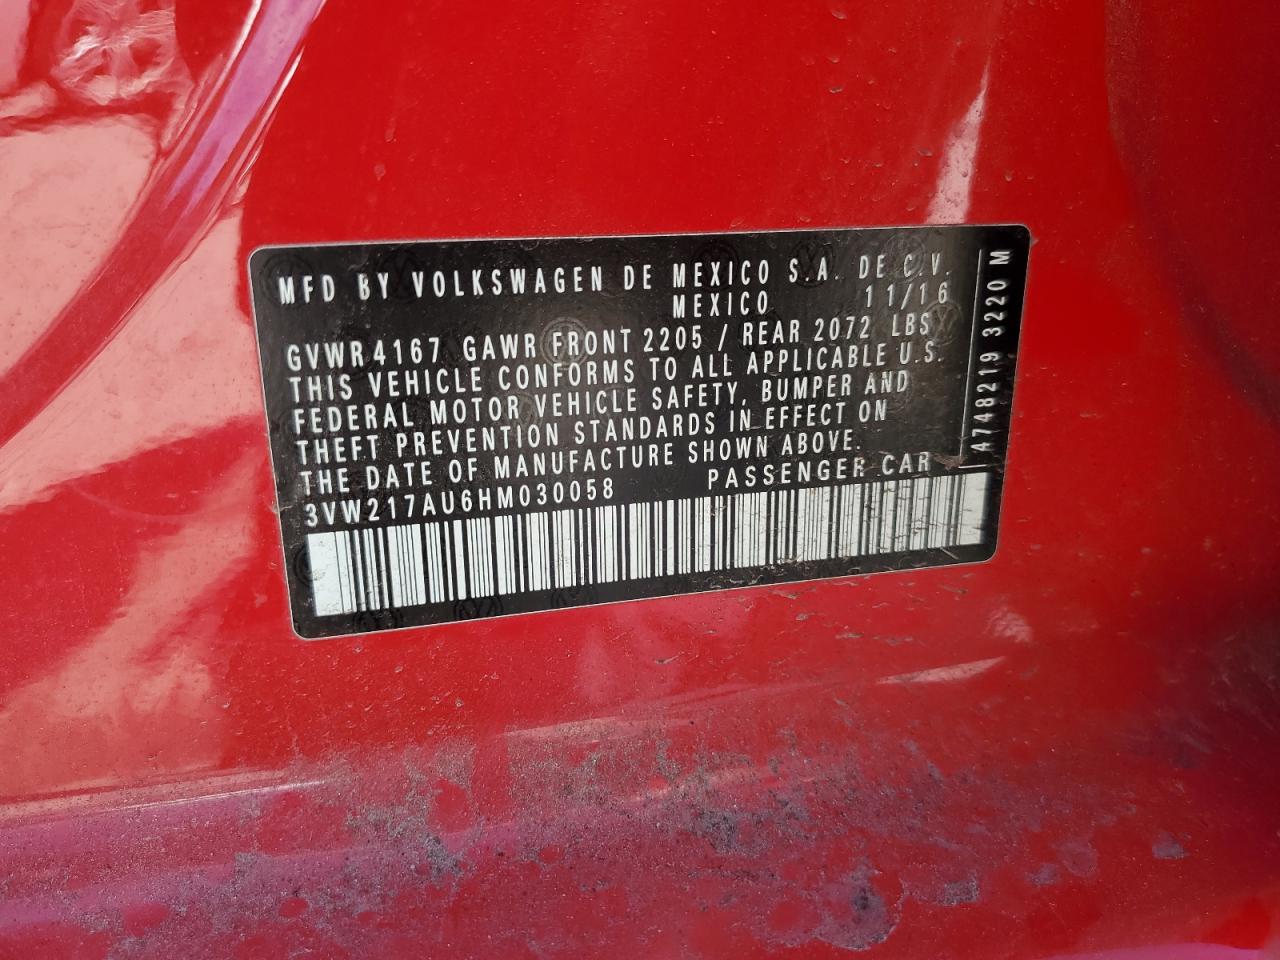 MFD BY VOLKSWAGEN DE MEXICO S.A. DE C.V.
MEXICO 11/16
GVWR 4167 GAWR FRONT 2205 / REAR 2072 LBS
THIS VEHICLE CONFORMS TO ALL APPLICABLE U.S.
FEDERAL MOTOR VEHICLE SAFETY, BUMPER AND
THEFT PREVENTION STANDARDS IN EFFECT ON
THE DATE OF MANUFACTURE SHOWN ABOVE.
3VW217AU6HM030058 PASSENGER CAR
A748219 3220 M